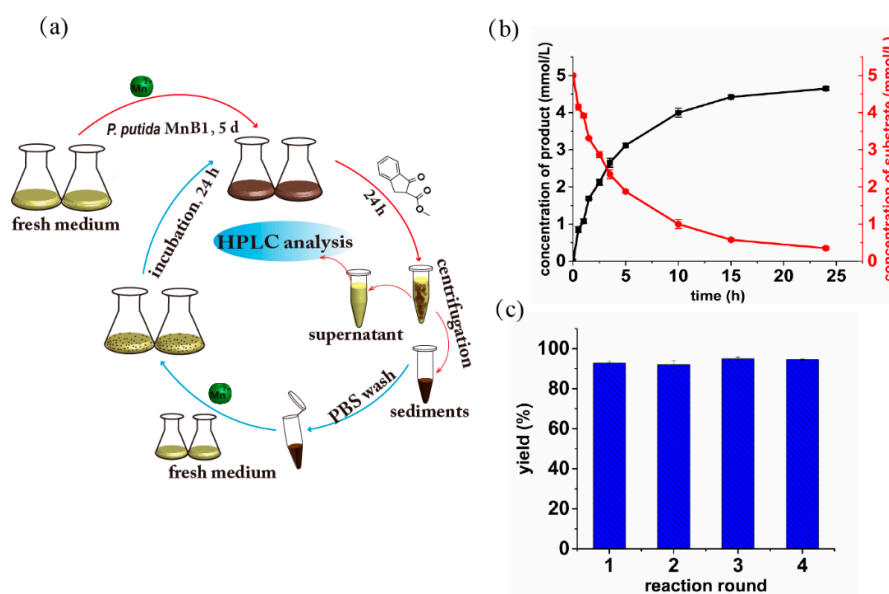 (a)
Mn
P. putida MnB1, 5 d
fresh medium
incubation, 24 h
O
O
O
24h
HPLC analysis
centrifugation
supernatant
sediments
PBS wash
Mn
fresh medium
(b)
concentration of product (mmol/L)
5
4
3
2
1
0
0 5 10 15 20 25
time (h)
5
4
3
2
1
0
concentration of substrate (mmol/L)
(c)
yield (%)
100
80
60
40
20
0
1 2 3 4
reaction round